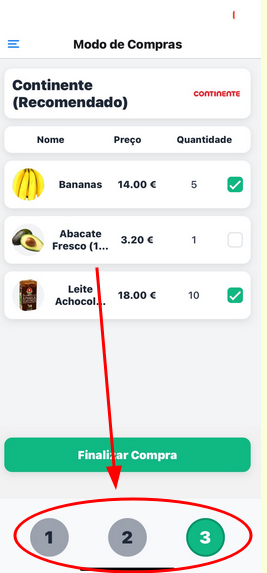 Modo de Compras
Continente
(Recomendado)
CONTINENTE
Nome Preço Quantidade
Bananas 14.00 € 5
Abacate
Fresco (1... 3.20 € 1
Leite
Achocol... 18.00 € 10
Finalizar Compra
1 2 3